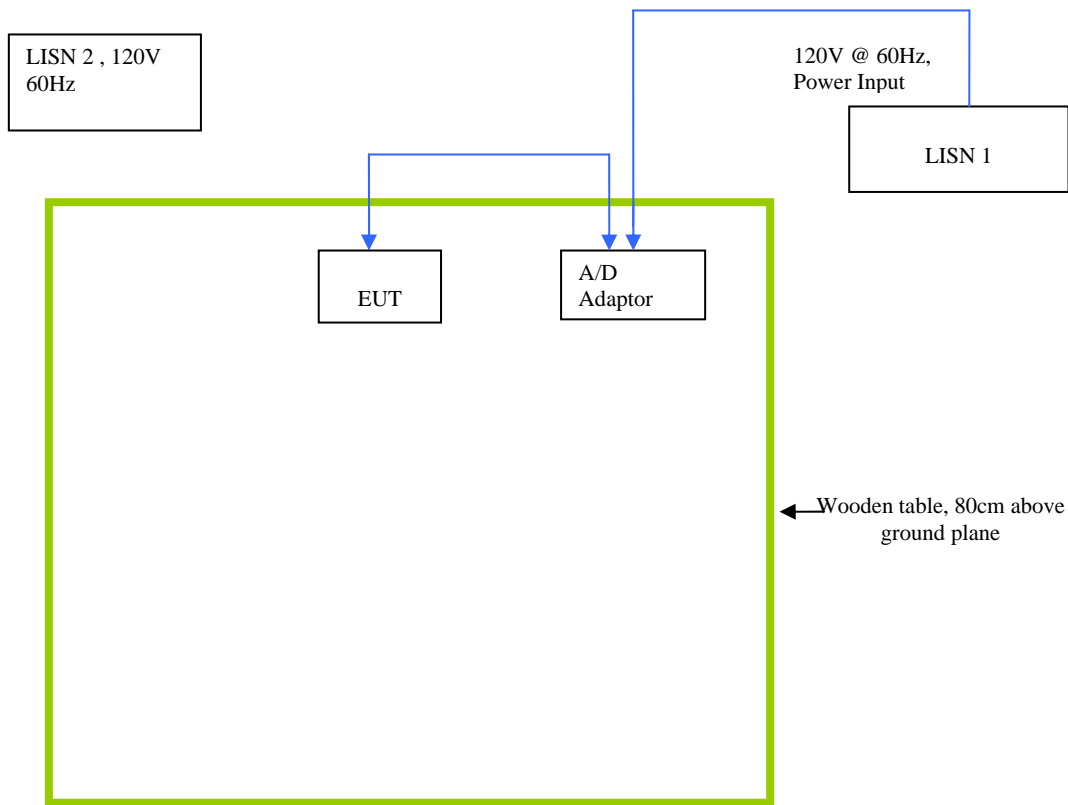 LISN 2 , 120V
60Hz
120V @ 60Hz,
Power Input
LISN 1
EUT
A/D
Adaptor
Wooden table, 80cm above
ground plane